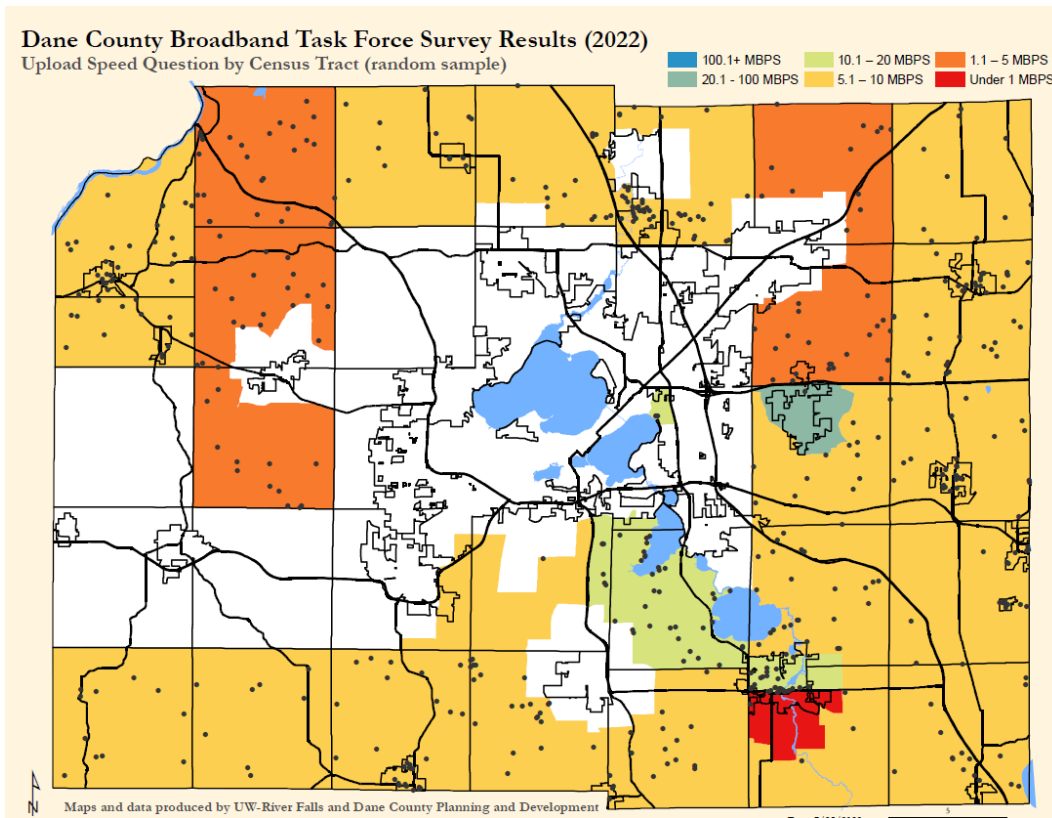 Dane County Broadband Task Force Survey Results (2022)
Upload Speed Question by Census Tract (random sample)
100.1+ MBPS
10.1 – 20 MBPS
1.1 – 5 MBPS
20.1 - 100 MBPS
5.1 – 10 MBPS
Under 1 MBPS
N
Maps and data produced by UW-River Falls and Dane County Planning and Development
5